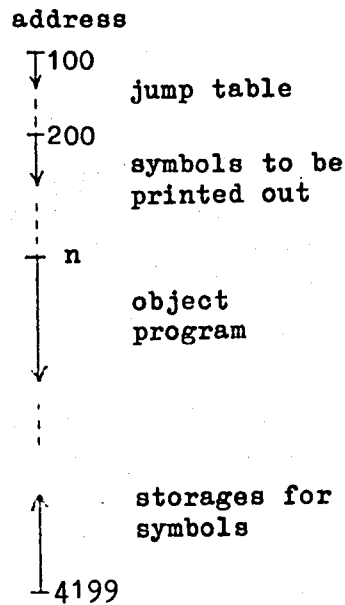 address
100
jump table
200
symbols to be
printed out
n
object
program
storages for
symbols
4199